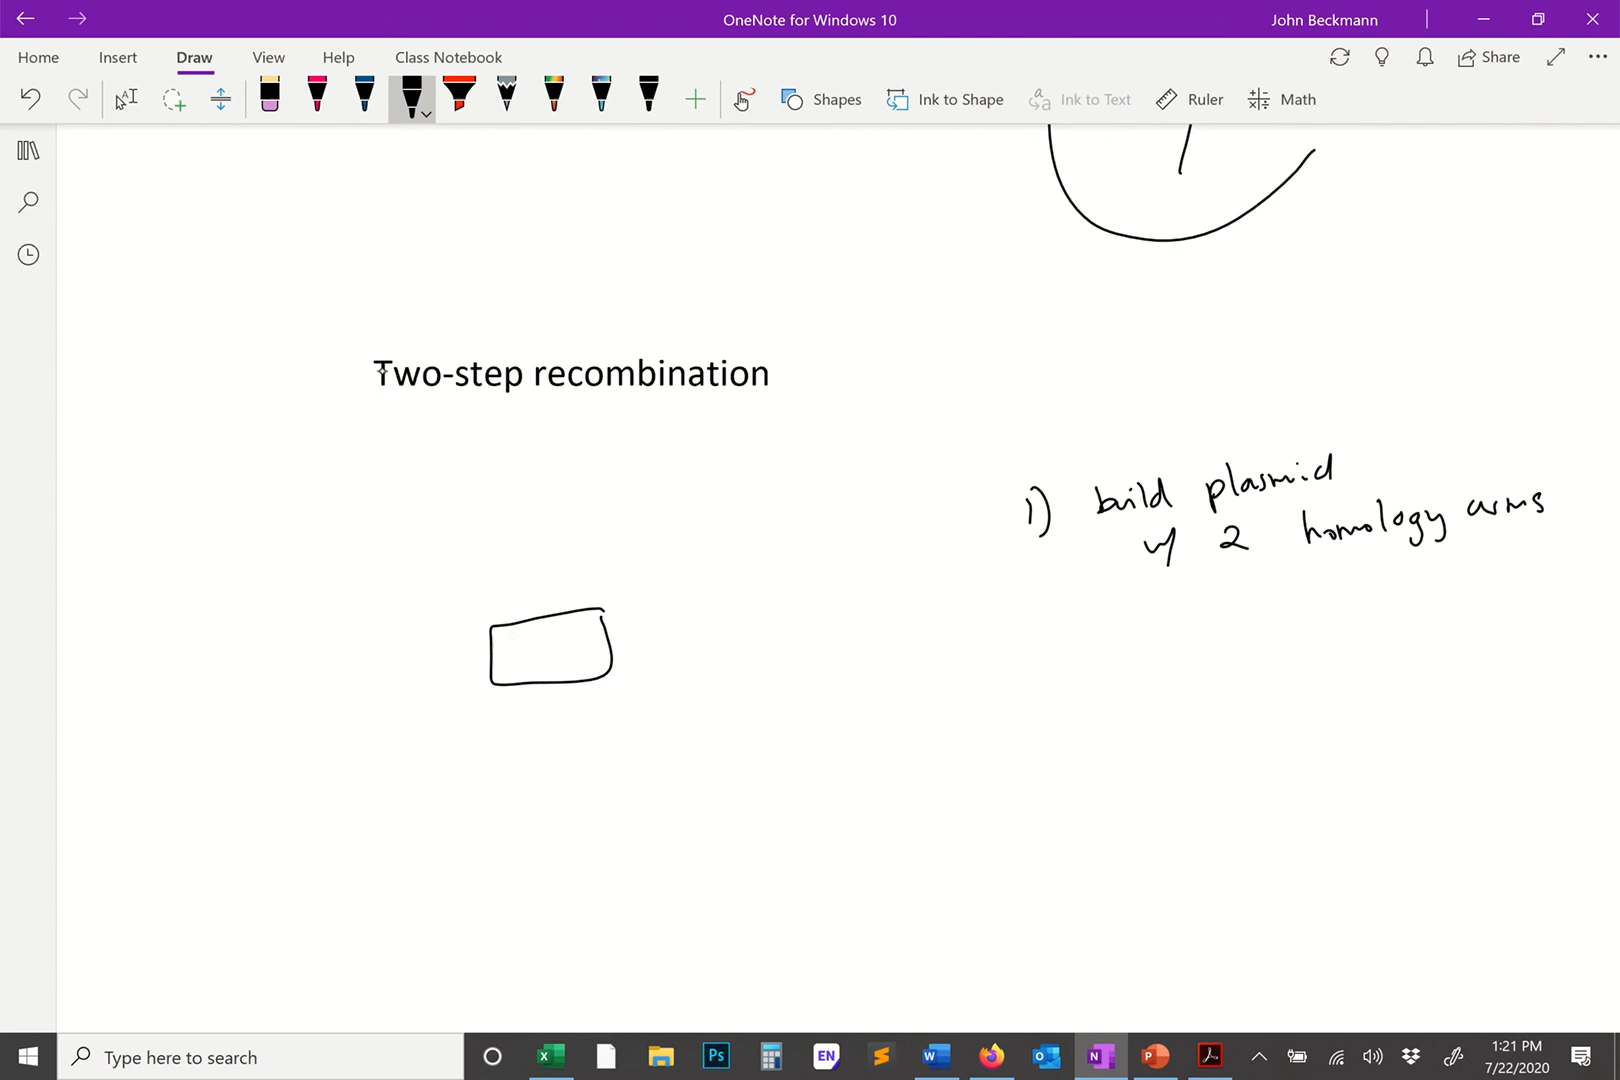 OneNote for Windows 10
John Beckmann
Home Insert Draw View Help Class Notebook
Share
Shapes Ink to Shape Ink to Text Ruler Math
Two-step recombination
1) build plasmid
w/ 2 homology arms
Type here to search
EN
1:21 PM
7/22/2020